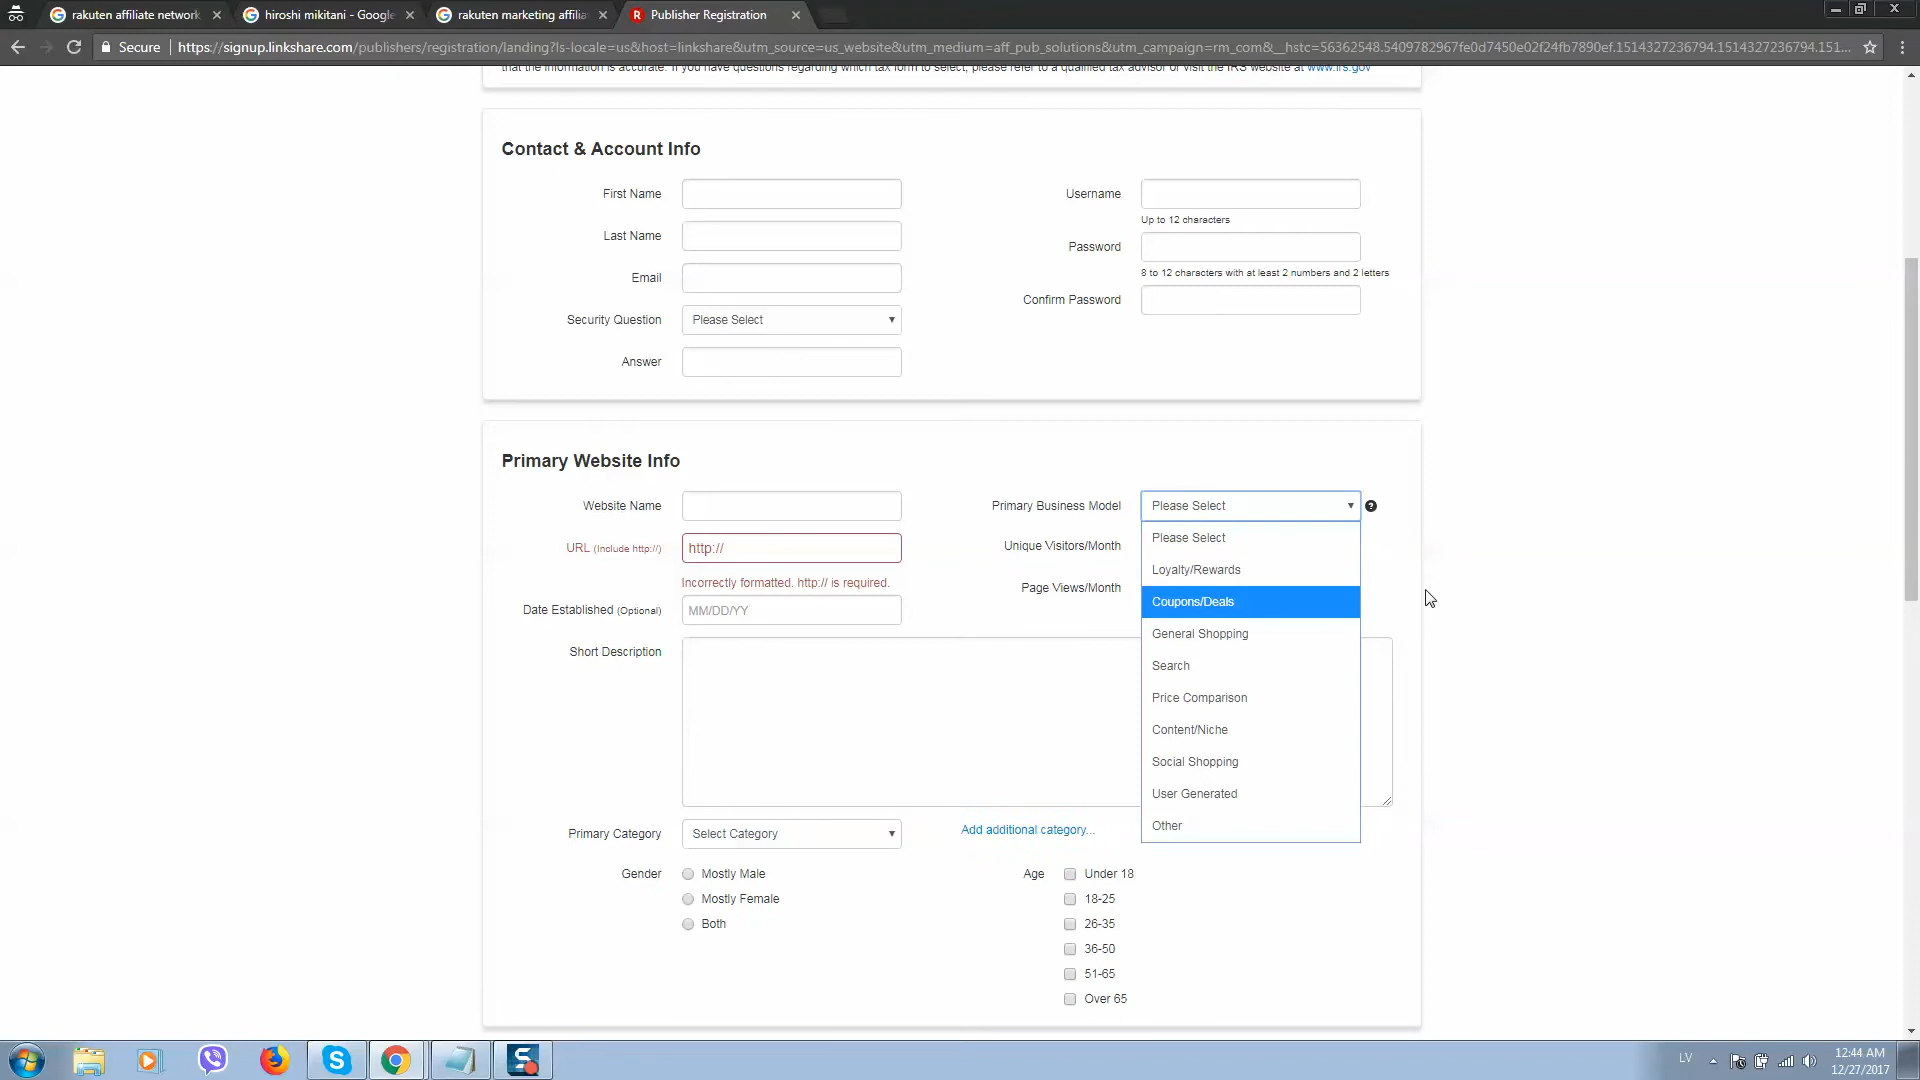 rakuten affiliate network
hiroshi mikitani - Google
rakuten marketing affilia
Publisher Registration
Secure
https://signup.linkshare.com/publishers/registration/landing?ls-locale=us&host=linkshare&utm_source=us_website&utm_medium=aff_pub_solutions&utm_campaign=rm_com&__hstc=56362548.5409782967fe0d7450e02f24fb7890ef.1514327236794.1514327236794.151...
that the information is accurate. If you have questions regarding which tax form to select, please refer to a qualified tax advisor or visit the IRS website at www.irs.gov
Contact & Account Info
First Name
Username
Up to 12 characters
Last Name
Password
8 to 12 characters with at least 2 numbers and 2 letters
Email
Confirm Password
Security Question Please Select
Answer
Primary Website Info
Website Name
Primary Business Model Please Select
URL (Include http://) http://
Incorrectly formatted. http:// is required.
Unique Visitors/Month
Page Views/Month
Please Select
Loyalty/Rewards
Coupons/Deals
General Shopping
Search
Price Comparison
Content/Niche
Social Shopping
User Generated
Other
Date Established (Optional) MM/DD/YY
Short Description
Primary Category Select Category
Add additional category...
Gender
Mostly Male
Mostly Female
Both
Age
Under 18
18-25
26-35
36-50
51-65
Over 65
LV
12:44 AM
12/27/2017